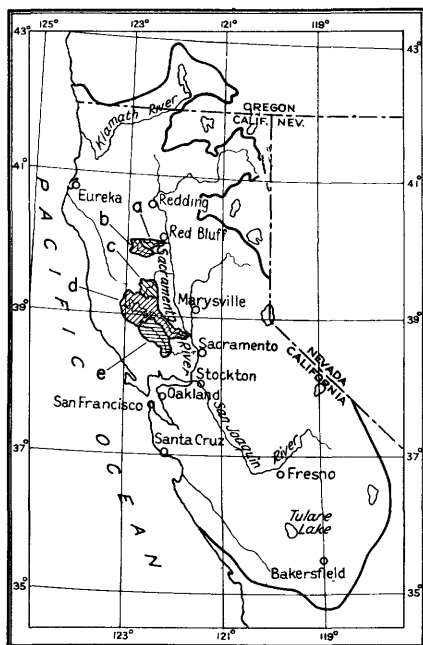 125° 123° 121° 119°
43° 43°
Klamath River
OREGON
CALIF. NEV.
41° 41°
Eureka
Redding
a
b
Red Bluff
c
Sacramento River
d
Marysville
39° 39°
Sacramento
NEVADA
CALIFORNIA
e
Stockton
Oakland
San Francisco
San Joaquin River
Santa Cruz
37° 37°
Fresno
Tulare
Lake
Bakersfield
35° 35°
PACIFIC OCEAN
123° 121° 119°